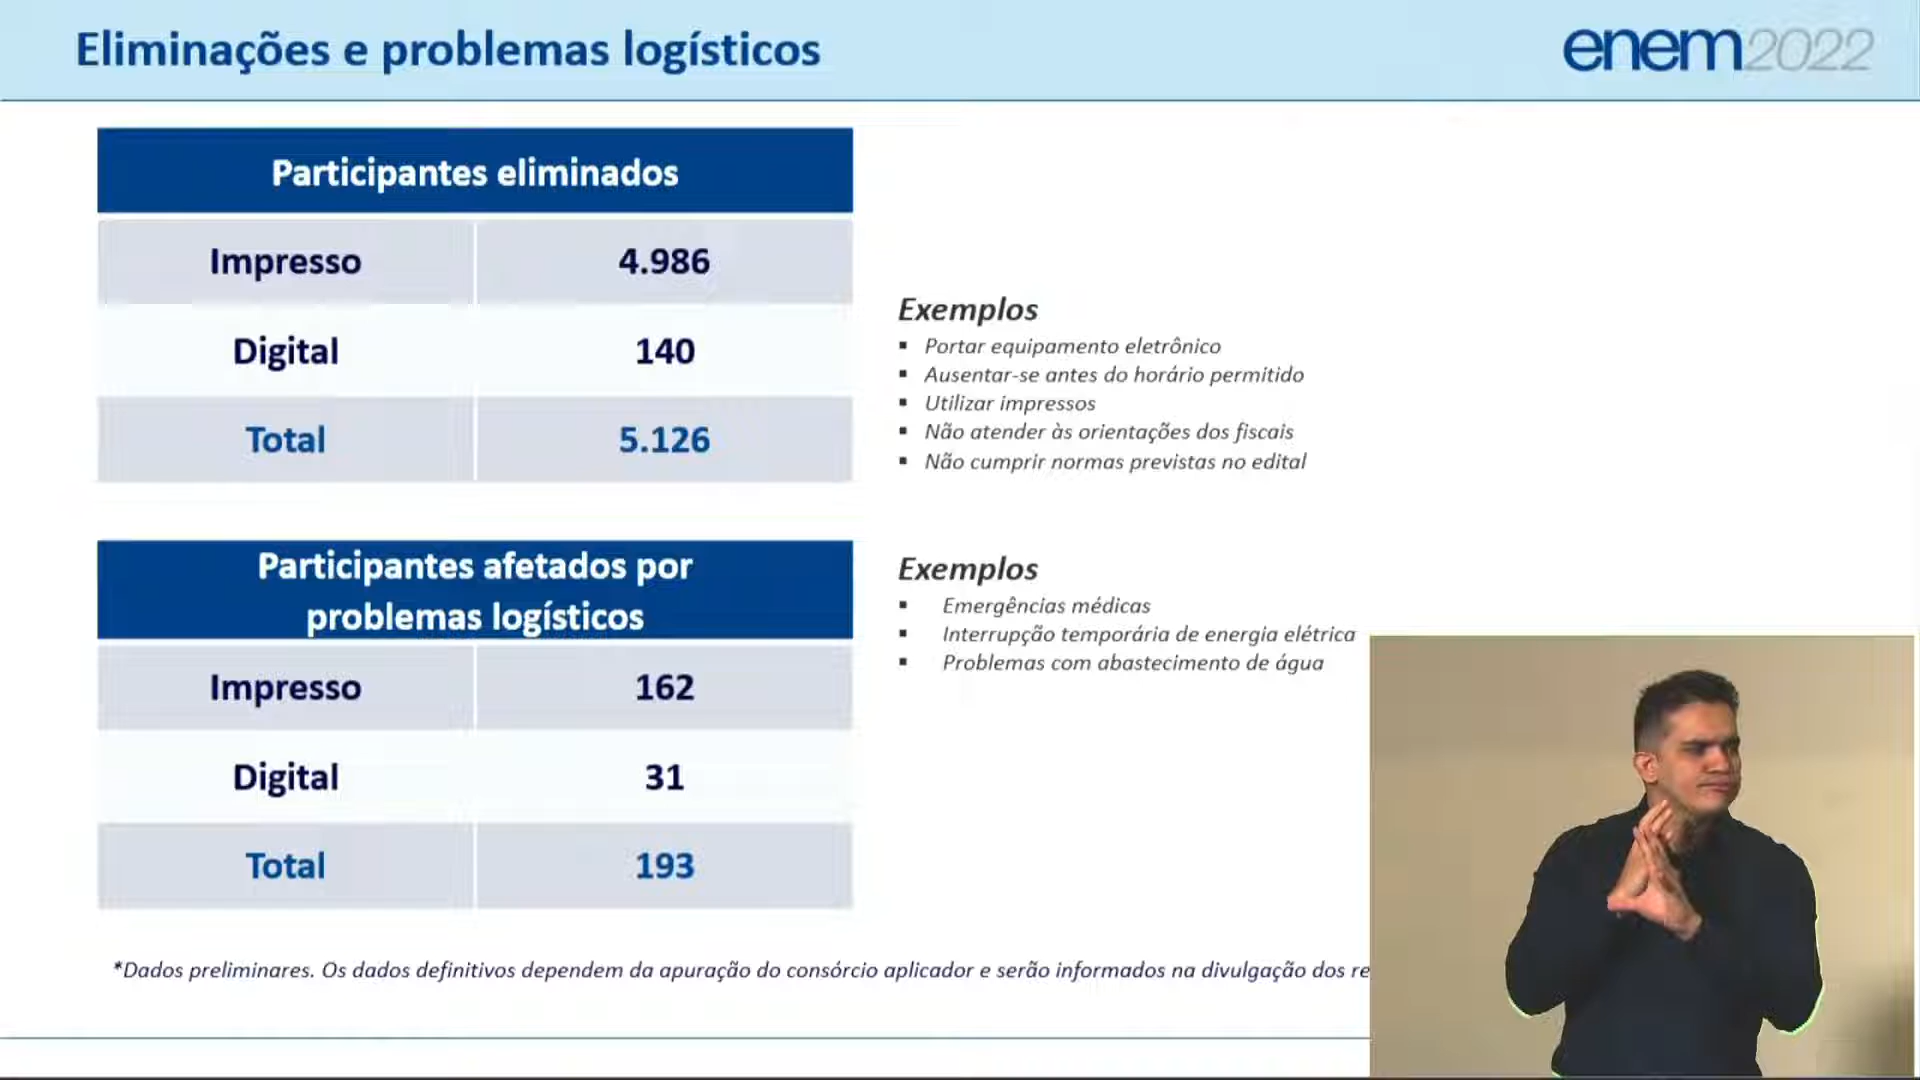 Eliminações e problemas logísticos
enem2022
Participantes eliminados
Impresso 4.986
Digital 140
Total 5.126
Exemplos
▪ Portar equipamento eletrônico
▪ Ausentar-se antes do horário permitido
▪ Utilizar impressos
▪ Não atender às orientações dos fiscais
▪ Não cumprir normas previstas no edital
Participantes afetados por
problemas logísticos
Impresso 162
Digital 31
Total 193
Exemplos
▪ Emergências médicas
▪ Interrupção temporária de energia elétrica
▪ Problemas com abastecimento de água
*Dados preliminares. Os dados definitivos dependem da apuração do consórcio aplicador e serão informados na divulgação dos